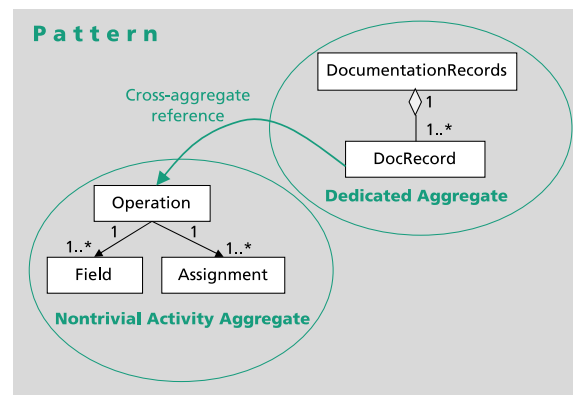 Pattern
DocumentationRecords
1
1..*
DocRecord
Dedicated Aggregate
Cross-aggregate
reference
Operation
1
1
1..*
1..*
Field
Assignment
Nontrivial Activity Aggregate